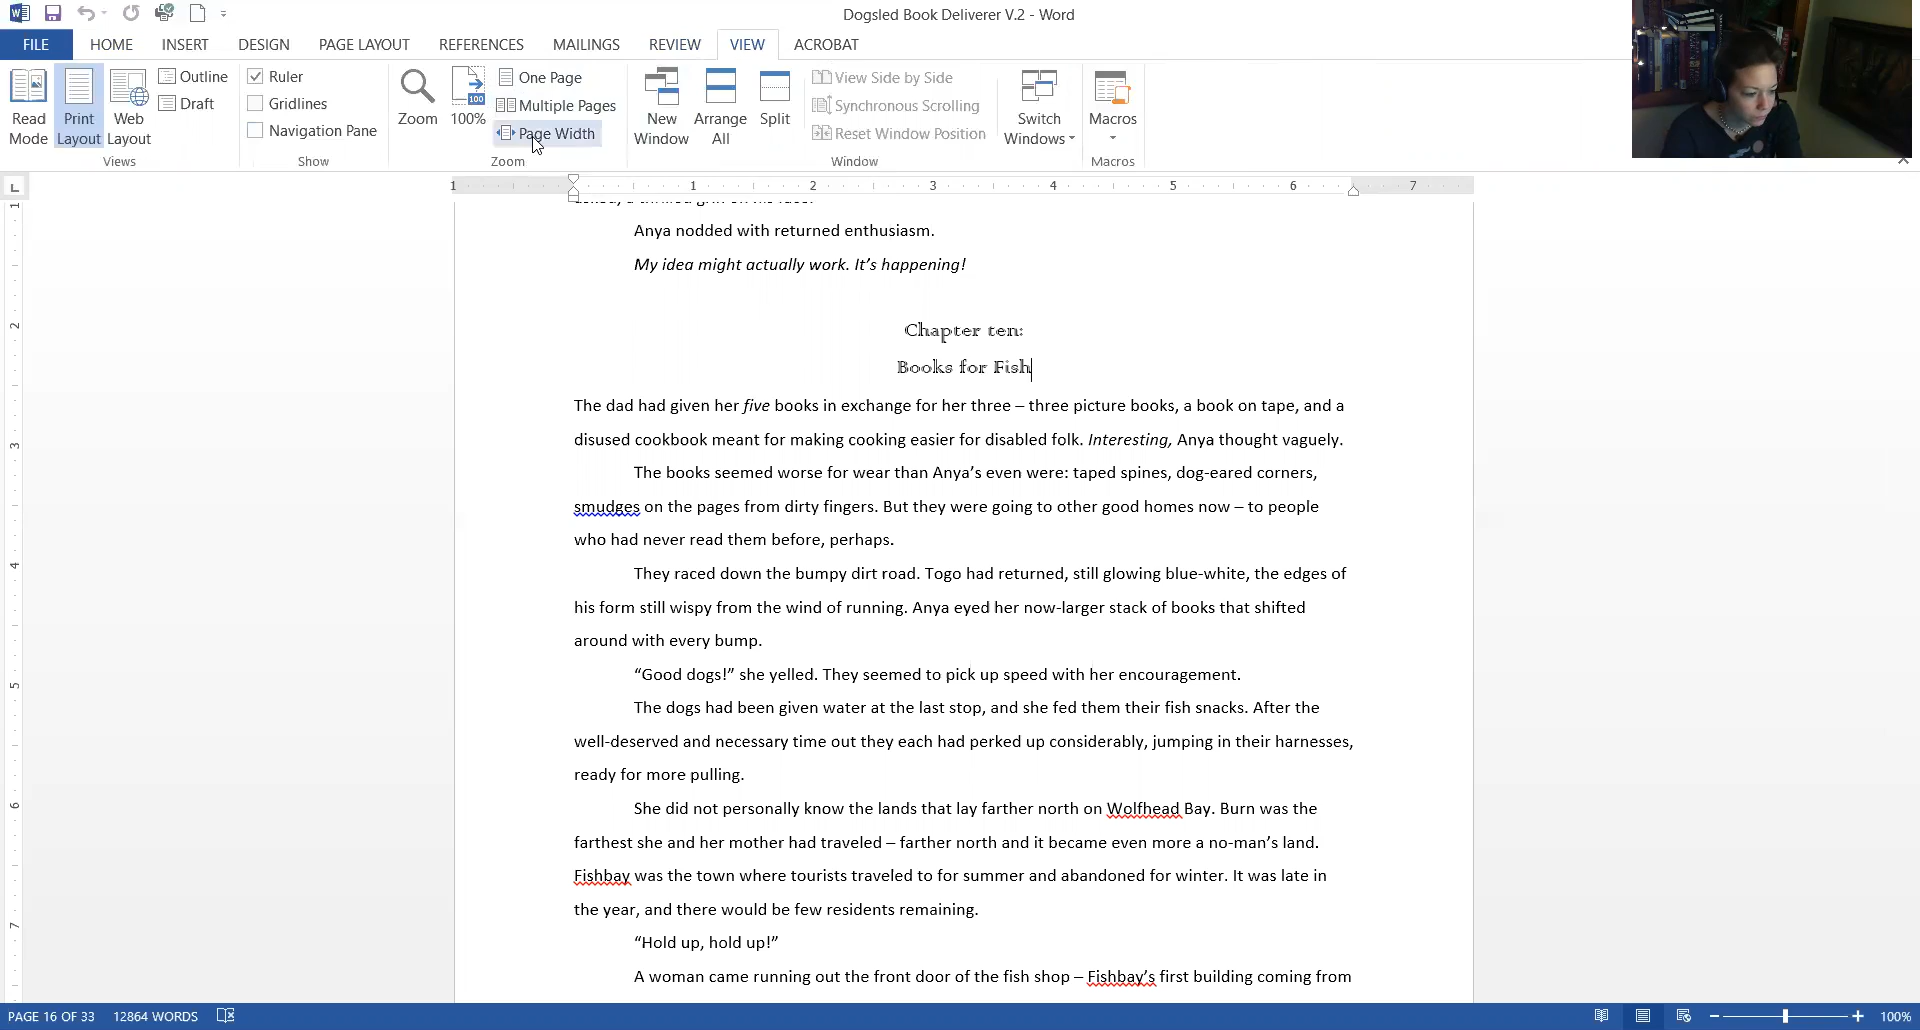 Dogsled Book Deliverer V.2 - Word
FILE HOME INSERT DESIGN PAGE LAYOUT REFERENCES MAILINGS REVIEW VIEW ACROBAT
Read Mode
Print Layout
Web Layout
Outline
Draft
Views
Ruler
Gridlines
Navigation Pane
Show
Zoom
100%
One Page
Multiple Pages
Page Width
Zoom
New Window
Arrange All
Split
View Side by Side
Synchronous Scrolling
Reset Window Position
Window
Switch Windows
Macros
Macros
L
1 1 2 3 4 5 6 7
Anya nodded with returned enthusiasm.
My idea might actually work. It’s happening!
Chapter ten:
Books for Fish
The dad had given her five books in exchange for her three – three picture books, a book on tape, and a
disused cookbook meant for making cooking easier for disabled folk. Interesting, Anya thought vaguely.
The books seemed worse for wear than Anya’s even were: taped spines, dog-eared corners,
smudges on the pages from dirty fingers. But they were going to other good homes now – to people
who had never read them before, perhaps.
They raced down the bumpy dirt road. Togo had returned, still glowing blue-white, the edges of
his form still wispy from the wind of running. Anya eyed her now-larger stack of books that shifted
around with every bump.
“Good dogs!” she yelled. They seemed to pick up speed with her encouragement.
The dogs had been given water at the last stop, and she fed them their fish snacks. After the
well-deserved and necessary time out they each had perked up considerably, jumping in their harnesses,
ready for more pulling.
She did not personally know the lands that lay farther north on Wolfhead Bay. Burn was the
farthest she and her mother had traveled – farther north and it became even more a no-man’s land.
Fishbay was the town where tourists traveled to for summer and abandoned for winter. It was late in
the year, and there would be few residents remaining.
“Hold up, hold up!”
A woman came running out the front door of the fish shop – Fishbay’s first building coming from
1
2
3
4
5
6
7
PAGE 16 OF 33 12864 WORDS 100%